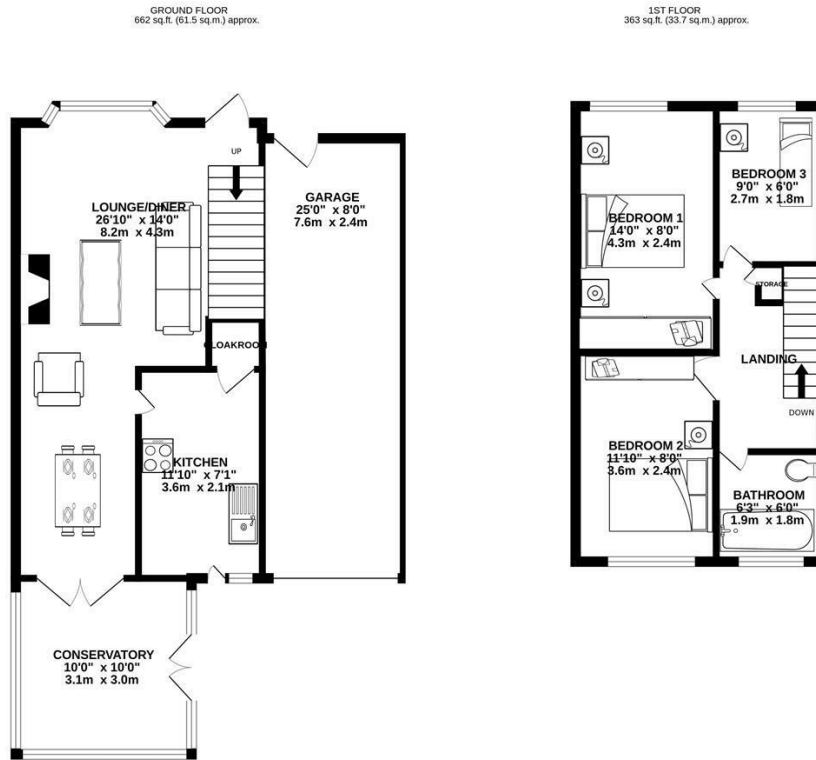 GROUND FLOOR
662 sq.ft. (61.5 sq.m.) approx.
1ST FLOOR
363 sq.ft. (33.7 sq.m.) approx.
UP
LOUNGE/DINER
26'10" x 14'0"
8.2m x 4.3m
GARAGE
25'0" x 8'0"
7.6m x 2.4m
CLOAKROOM
KITCHEN
11'10" x 7'1"
3.6m x 2.1m
CONSERVATORY
10'0" x 10'0"
3.1m x 3.0m
BEDROOM 3
9'0" x 6'0"
2.7m x 1.8m
BEDROOM 1
14'0" x 8'0"
4.3m x 2.4m
STORAGE
LANDING
DOWN
BEDROOM 2
11'10" x 8'0"
3.6m x 2.4m
BATHROOM
6'3" x 6'0"
1.9m x 1.8m